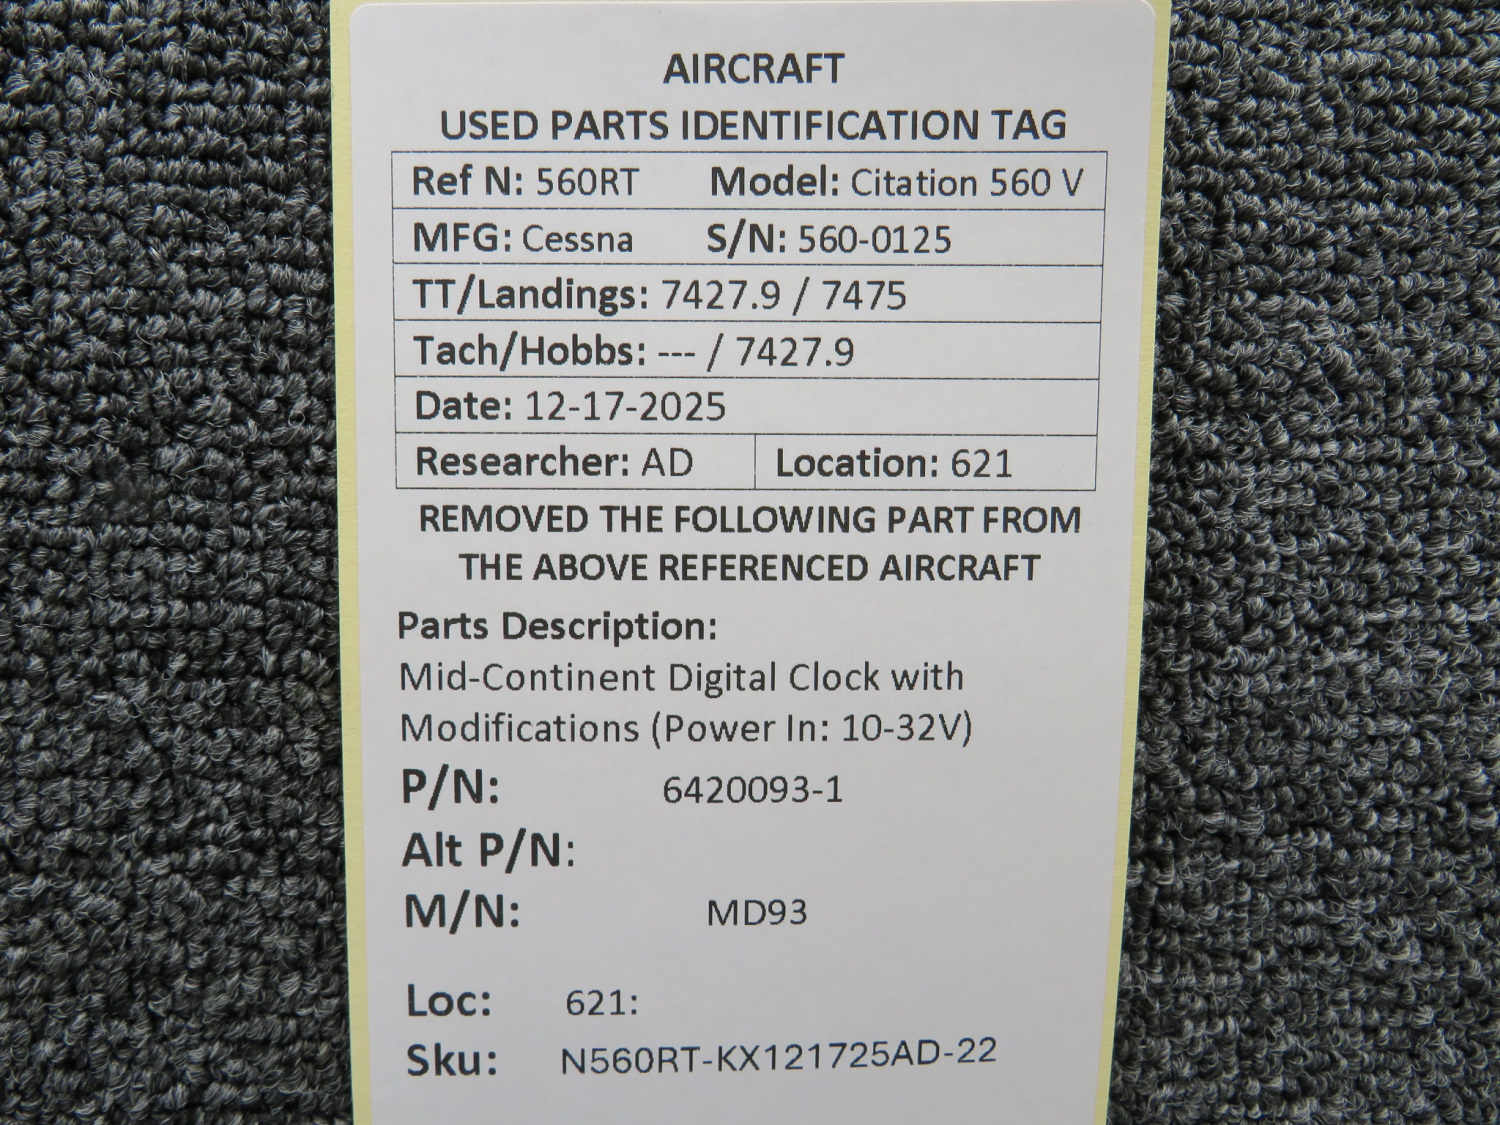 AIRCRAFT
USED PARTS IDENTIFICATION TAG
Ref N: 560RT Model: Citation 560 V
MFG: Cessna S/N: 560-0125
TT/Landings: 7427.9 / 7475
Tach/Hobbs: --- / 7427.9
Date: 12-17-2025
Researcher: AD Location: 621
REMOVED THE FOLLOWING PART FROM
THE ABOVE REFERENCED AIRCRAFT
Parts Description:
Mid-Continent Digital Clock with
Modifications (Power In: 10-32V)
P/N: 6420093-1
Alt P/N:
M/N: MD93
Loc: 621:
Sku: N560RT-KX121725AD-22